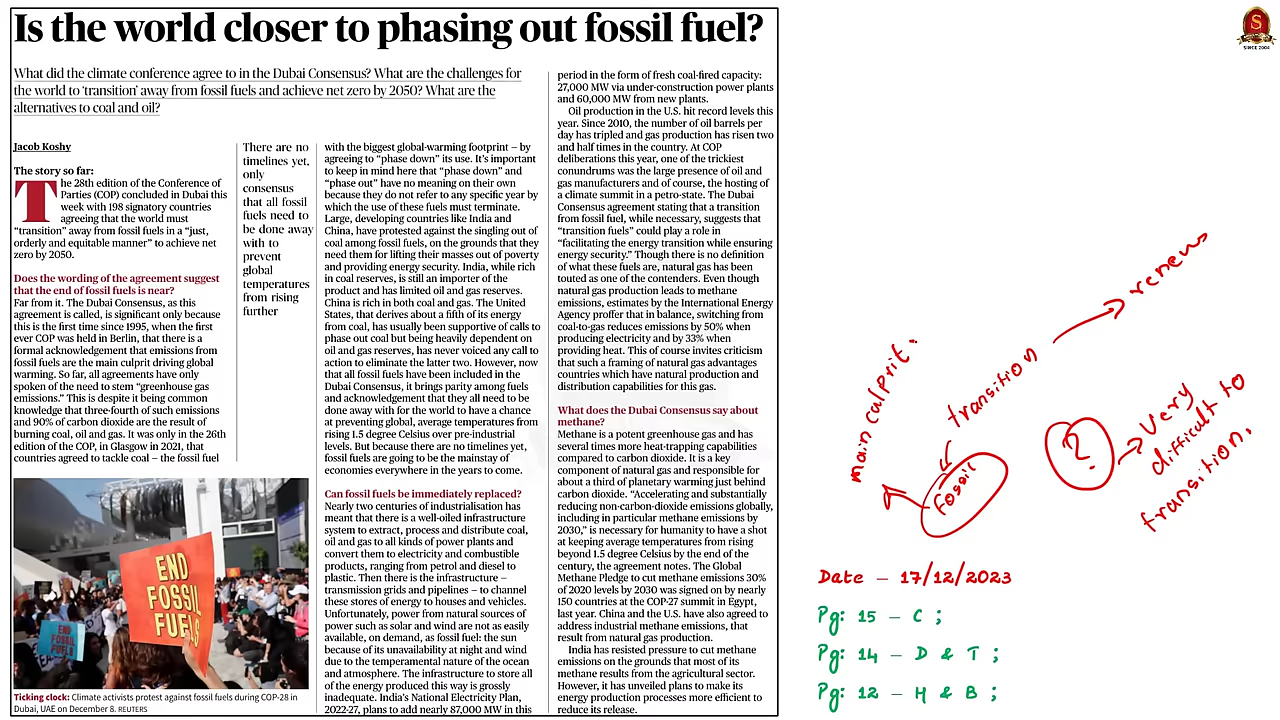 Is the world closer to phasing out fossil fuel?
What did the climate conference agree to in the Dubai Consensus? What are the challenges for
the world to 'transition' away from fossil fuels and achieve net zero by 2050? What are the
alternatives to coal and oil?
Jacob Koshy
The story so far:
The 28th edition of the Conference of
Parties (COP) concluded in Dubai this
week with 198 signatory countries
agreeing that the world must
“transition” away from fossil fuels in a “just,
orderly and equitable manner” to achieve net
zero by 2050.
Does the wording of the agreement suggest
that the end of fossil fuels is near?
Far from it. The Dubai Consensus, as this
agreement is called, is significant only because
this is the first time since 1995, when the first
ever COP was held in Berlin, that there is a
formal acknowledgement that emissions from
fossil fuels are the main culprit driving global
warming. So far, all agreements have only
spoken of the need to stem “greenhouse gas
emissions.” This is despite it being common
knowledge that three-fourth of such emissions
and 90% of carbon dioxide are the result of
burning coal, oil and gas. It was only in the 26th
edition of the COP, in Glasgow in 2021, that
countries agreed to tackle coal — the fossil fuel
There are no
timelines yet,
only
consensus
that all fossil
fuels need to
be done away
with to
prevent
global
temperatures
from rising
further
with the biggest global-warming footprint — by
agreeing to “phase down” its use. It's important
to keep in mind here that “phase down” and
“phase out” have no meaning on their own
because they do not refer to any specific year by
which the use of these fuels must terminate.
Large, developing countries like India and
China, have protested against the singling out of
coal among fossil fuels, on the grounds that they
need them for lifting their masses out of poverty
and providing energy security. India, while rich
in coal reserves, is still an importer of the
product and has limited oil and gas reserves.
China is rich in both coal and gas. The United
States, that derives about a fifth of its energy
from coal, has usually been supportive of calls to
phase out coal but being heavily dependent on
oil and gas reserves, has never voiced any call to
action to eliminate the latter two. However, now
that all fossil fuels have been included in the
Dubai Consensus, it brings parity among fuels
and acknowledgement that they all need to be
done away with for the world to have a chance
at preventing global, average temperatures from
rising 1.5 degree Celsius over pre-industrial
levels. But because there are no timelines yet,
fossil fuels are going to be the mainstay of
economies everywhere in the years to come.
Can fossil fuels be immediately replaced?
Nearly two centuries of industrialisation has
meant that there is a well-oiled infrastructure
system to extract, process and distribute coal,
oil and gas to all kinds of power plants and
convert them to electricity and combustible
products, ranging from petrol and diesel to
plastic. Then there is the infrastructure —
transmission grids and pipelines — to channel
these stores of energy to houses and vehicles.
Unfortunately, power from natural sources of
power such as solar and wind are not as easily
available, on demand, as fossil fuel: the sun
because of its unavailability at night and wind
due to the temperamental nature of the ocean
and atmosphere. The infrastructure to store all
of the energy produced this way is grossly
inadequate. India's National Electricity Plan,
2022-27, plans to add nearly 87,000 MW in this
period in the form of fresh coal-fired capacity:
27,000 MW via under-construction power plants
and 60,000 MW from new plants.
Oil production in the U.S. hit record levels this
year. Since 2010, the number of oil barrels per
day has tripled and gas production has risen two
and half times in the country. At COP
deliberations this year, one of the trickiest
conundrums was the large presence of oil and
gas manufacturers and of course, the hosting of
a climate summit in a petro-state. The Dubai
Consensus agreement stating that a transition
from fossil fuel, while necessary, suggests that
“transition fuels” could play a role in
“facilitating the energy transition while ensuring
energy security.” Though there is no definition
of what these fuels are, natural gas has been
touted as one of the contenders. Even though
natural gas production leads to methane
emissions, estimates by the International Energy
Agency proffer that in balance, switching from
coal-to-gas reduces emissions by 50% when
producing electricity and by 33% when
providing heat. This of course invites criticism
that such a framing of natural gas advantages
countries which have natural production and
distribution capabilities for this gas.
What does the Dubai Consensus say about
methane?
Methane is a potent greenhouse gas and has
several times more heat-trapping capabilities
compared to carbon dioxide. It is a key
component of natural gas and responsible for
about a third of planetary warming just behind
carbon dioxide. “Accelerating and substantially
reducing non-carbon-dioxide emissions globally,
including in particular methane emissions by
2030,” is necessary for humanity to have a shot
at keeping average temperatures from rising
beyond 1.5 degree Celsius by the end of the
century, the agreement notes. The Global
Methane Pledge to cut methane emissions 30%
of 2020 levels by 2030 was signed on by nearly
150 countries at the COP-27 summit in Egypt,
last year. China and the U.S. have also agreed to
address industrial methane emissions, that
result from natural gas production.
India has resisted pressure to cut methane
emissions on the grounds that most of its
methane results from the agricultural sector.
However, it has unveiled plans to make its
energy production processes more efficient to
reduce its release.
END
FOSSIL
FUELS
END
FOSSIL
Ticking clock: Climate activists protest against fossil fuels during COP-28 in
Dubai, UAE on December 8. REUTERS
main culprit.
transition
renews
Fossil
?
very
difficult to
transition.
Date - 17/12/2023
Pg: 15 - C ;
Pg: 14 - D & T ;
Pg: 12 - H & B ;
S
SINCE 2004